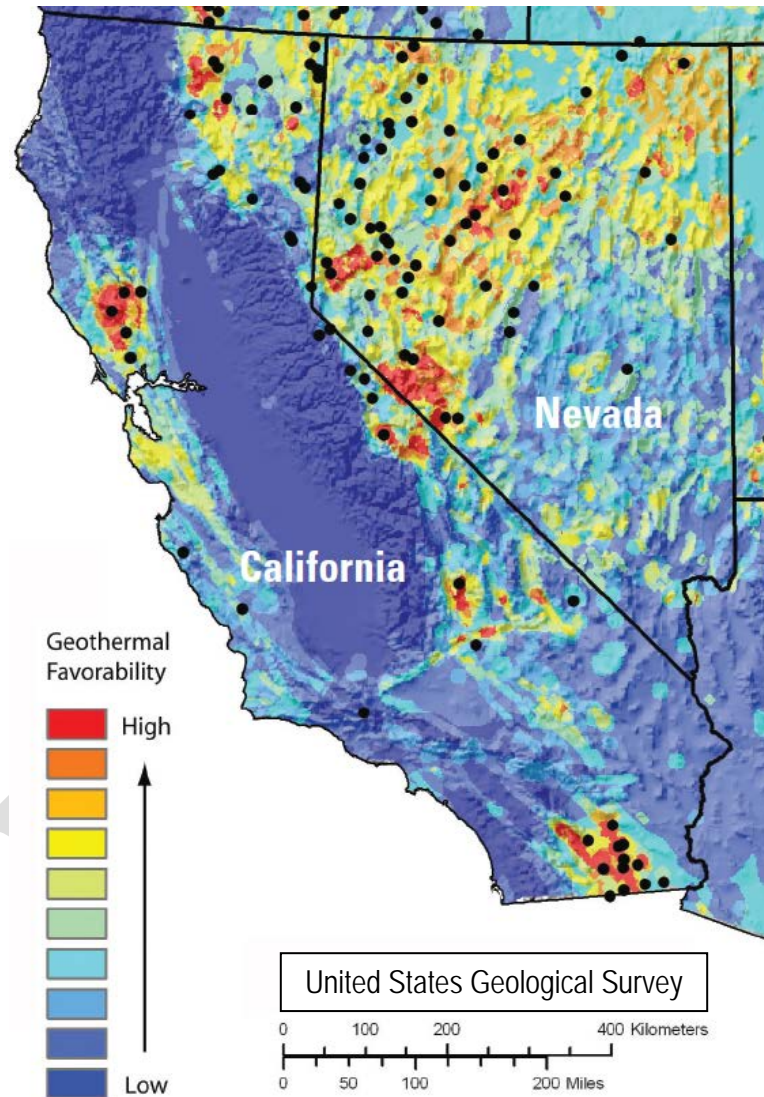 Nevada
California
Geothermal
Favorability
High
Low
United States Geological Survey
0 100 200 400 Kilometers
0 50 100 200 Miles